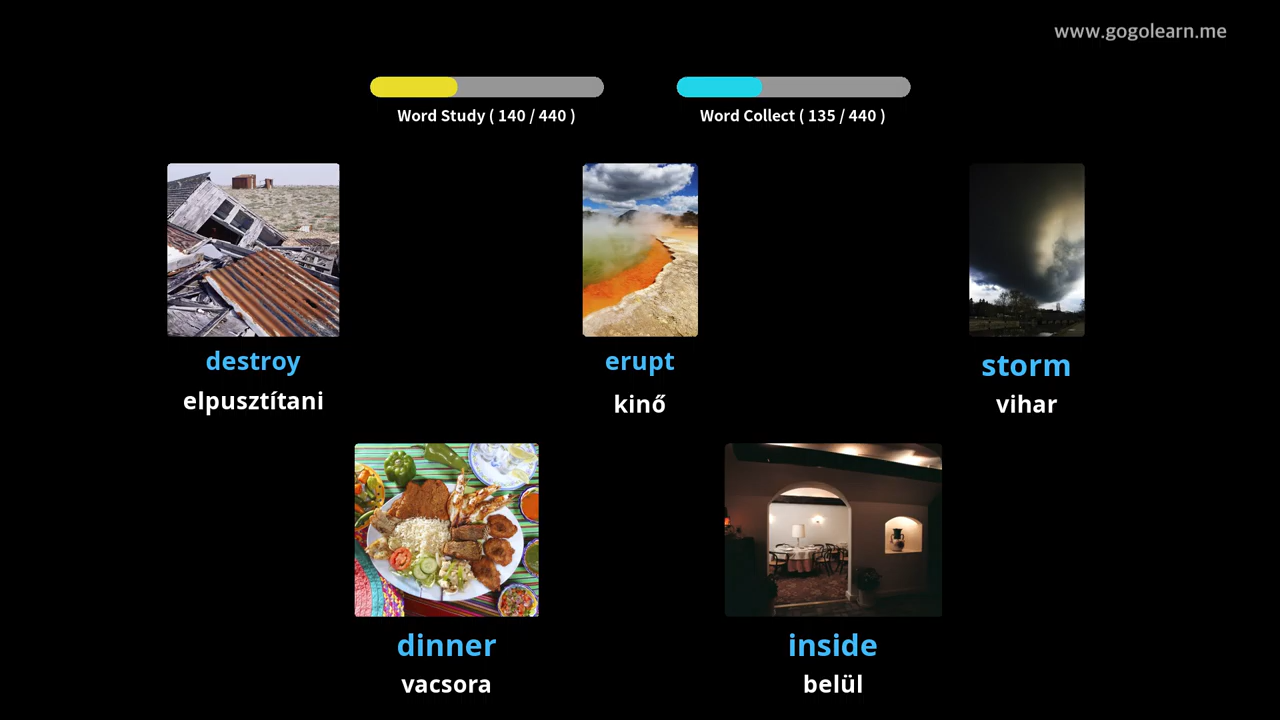 www.gogolearn.me
Word Study ( 140 / 440 )
Word Collect ( 135 / 440 )
destroy
elpusztítani
erupt
kinő
storm
vihar
dinner
vacsora
inside
belül